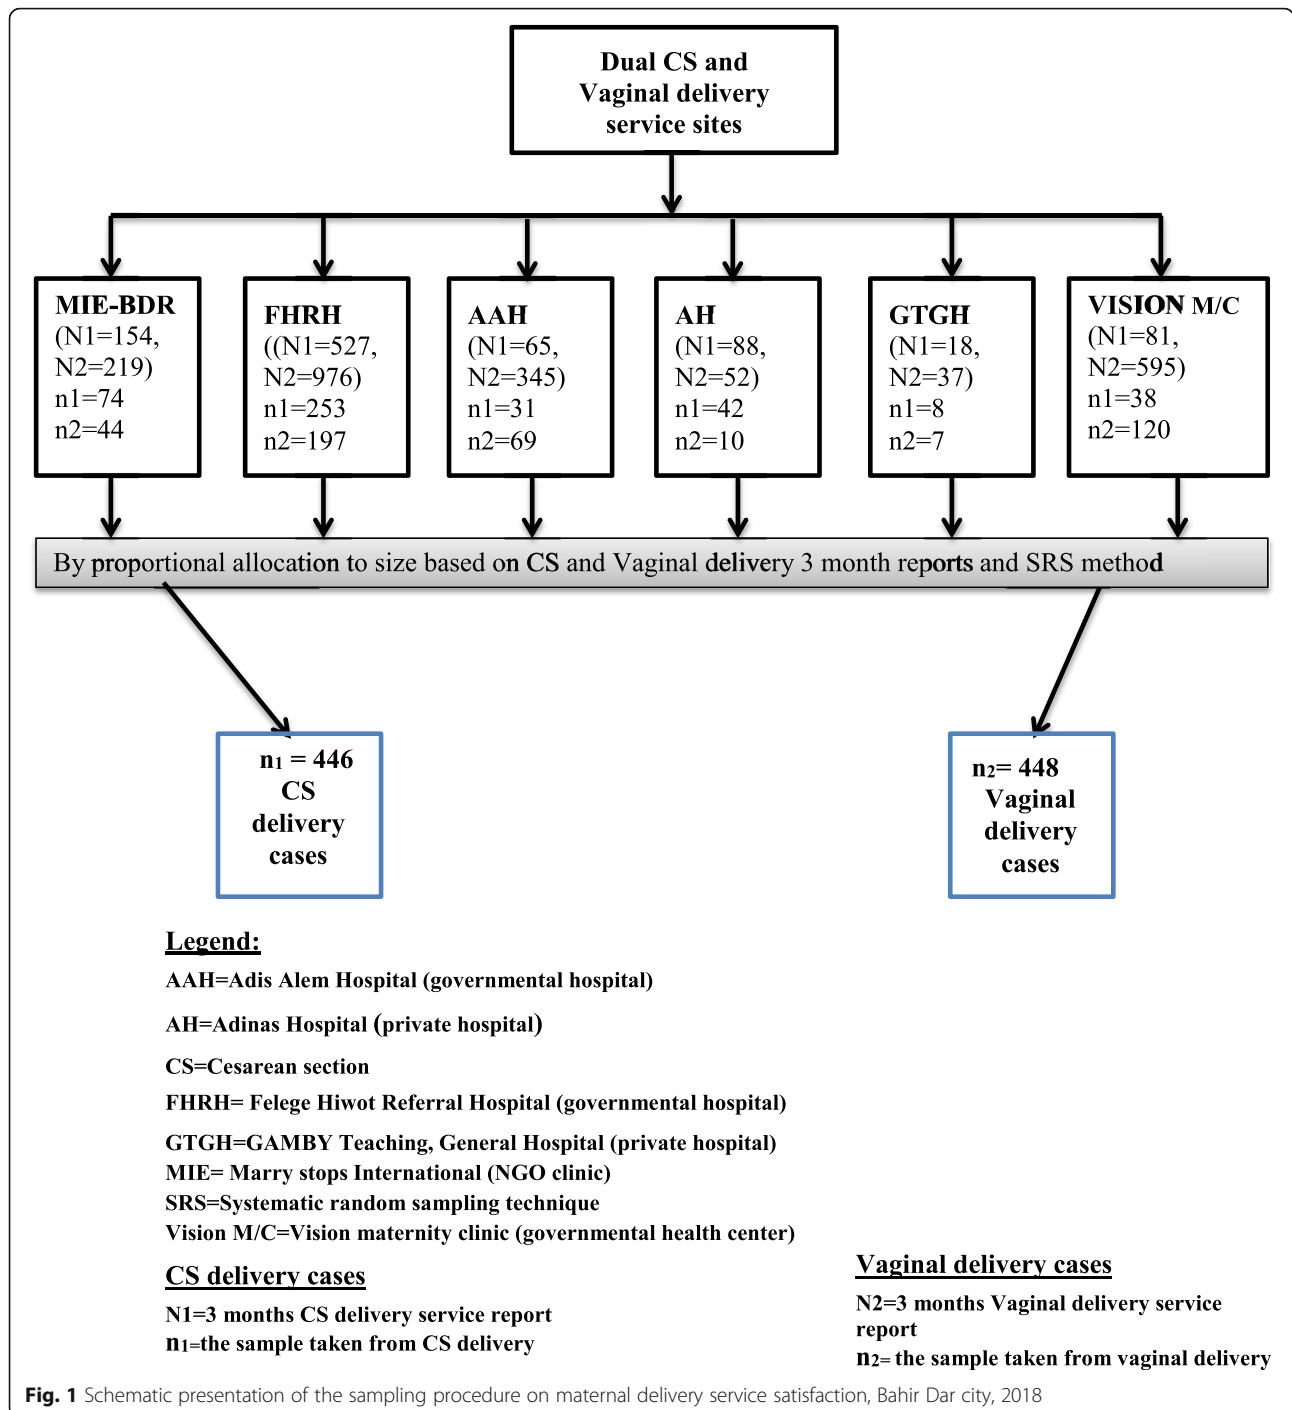 Dual CS and
Vaginal delivery
service sites
MIE-BDR
(N1=154,
N2=219)
n1=74
n2=44
FHRH
((N1=527,
N2=976)
n1=253
n2=197
AAH
(N1=65,
N2=345)
n1=31
n2=69
AH
(N1=88,
N2=52)
n1=42
n2=10
GTGH
(N1=18,
N2=37)
n1=8
n2=7
VISION M/C
(N1=81,
N2=595)
n1=38
n2=120
By proportional allocation to size based on CS and Vaginal delivery 3 month reports and SRS method
n1 = 446
CS
delivery
cases
n2= 448
Vaginal
delivery
cases
Legend:
AAH=Adis Alem Hospital (governmental hospital)
AH=Adinas Hospital (private hospital)
CS=Cesarean section
FHRH= Felege Hiwot Referral Hospital (governmental hospital)
GTGH=GAMBY Teaching, General Hospital (private hospital)
MIE= Marry stops International (NGO clinic)
SRS=Systematic random sampling technique
Vision M/C=Vision maternity clinic (governmental health center)
CS delivery cases
N1=3 months CS delivery service report
n1=the sample taken from CS delivery
Vaginal delivery cases
N2=3 months Vaginal delivery service
report
n2= the sample taken from vaginal delivery
Fig. 1 Schematic presentation of the sampling procedure on maternal delivery service satisfaction, Bahir Dar city, 2018